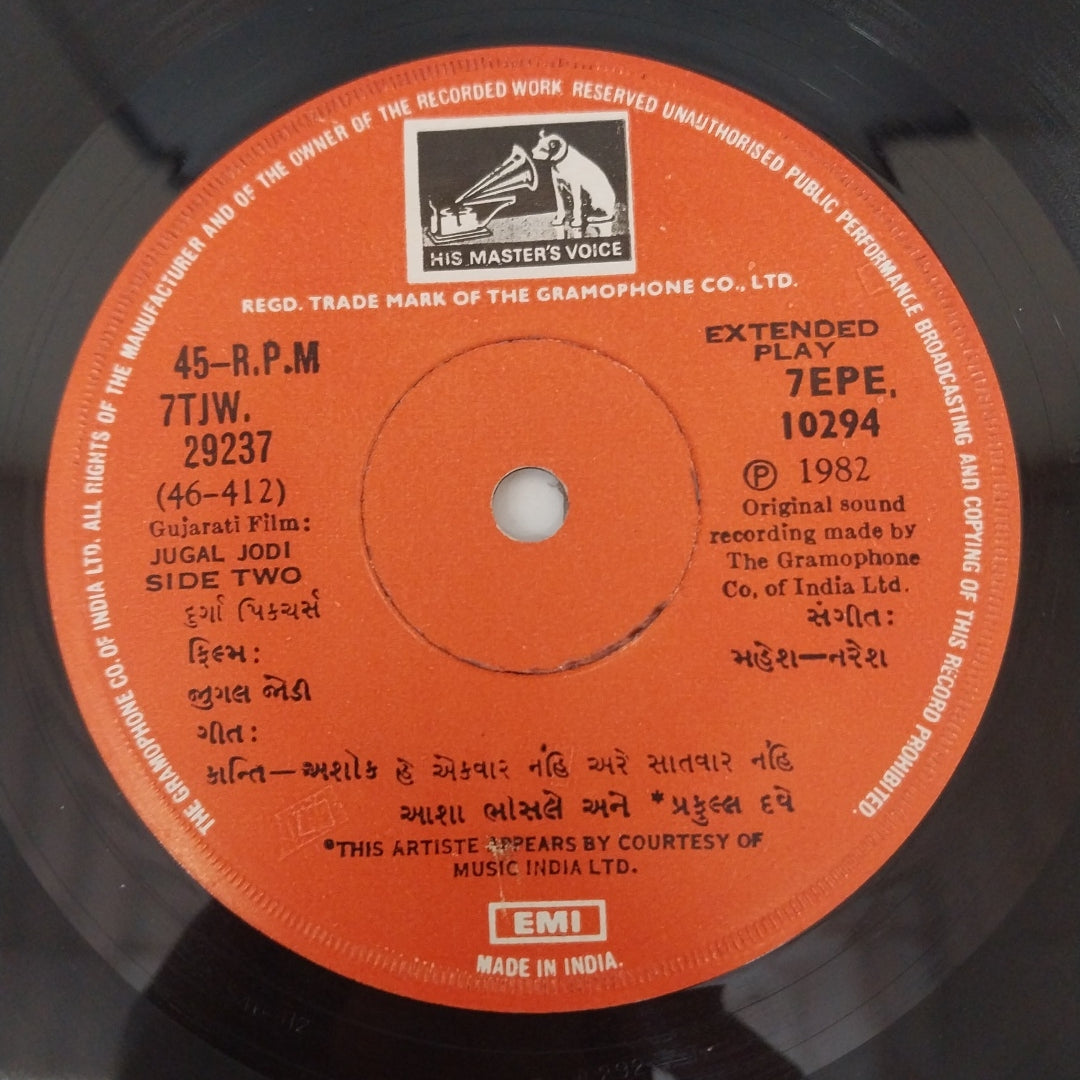 THE GRAMOPHONE CO. OF INDIA LTD. ALL RIGHTS OF THE MANUFACTURER AND OF THE OWNER OF THE RECORDED WORK RESERVED UNAUTHORISED PUBLIC PERFORMANCE BROADCASTING AND COPYING OF THIS RECORD PROHIBITED.
HIS MASTER'S VOICE
REGD. TRADE MARK OF THE GRAMOPHONE CO., LTD.
45-R.P.M
7TJW.
29237
(46-412)
Gujarati Film:
JUGAL JODI
SIDE TWO
દુર્ગા પિકચર્સ
ફિલ્મ:
જુગલ જોડી
ગીત:
EXTENDED
PLAY
7EPE,
10294
Ⓟ 1982
Original sound
recording made by
The Gramophone
Co, of India Ltd.
સંગીત:
મહેશ—નરેશ
કાન્તિ—અશોક હે એકવાર નંહિ અરે સાતવાર નંહિ
આશા ભોસલે અને *પ્રફુલ્લ દવે
*THIS ARTISTE APPEARS BY COURTESY OF
MUSIC INDIA LTD.
EMI
MADE IN INDIA.